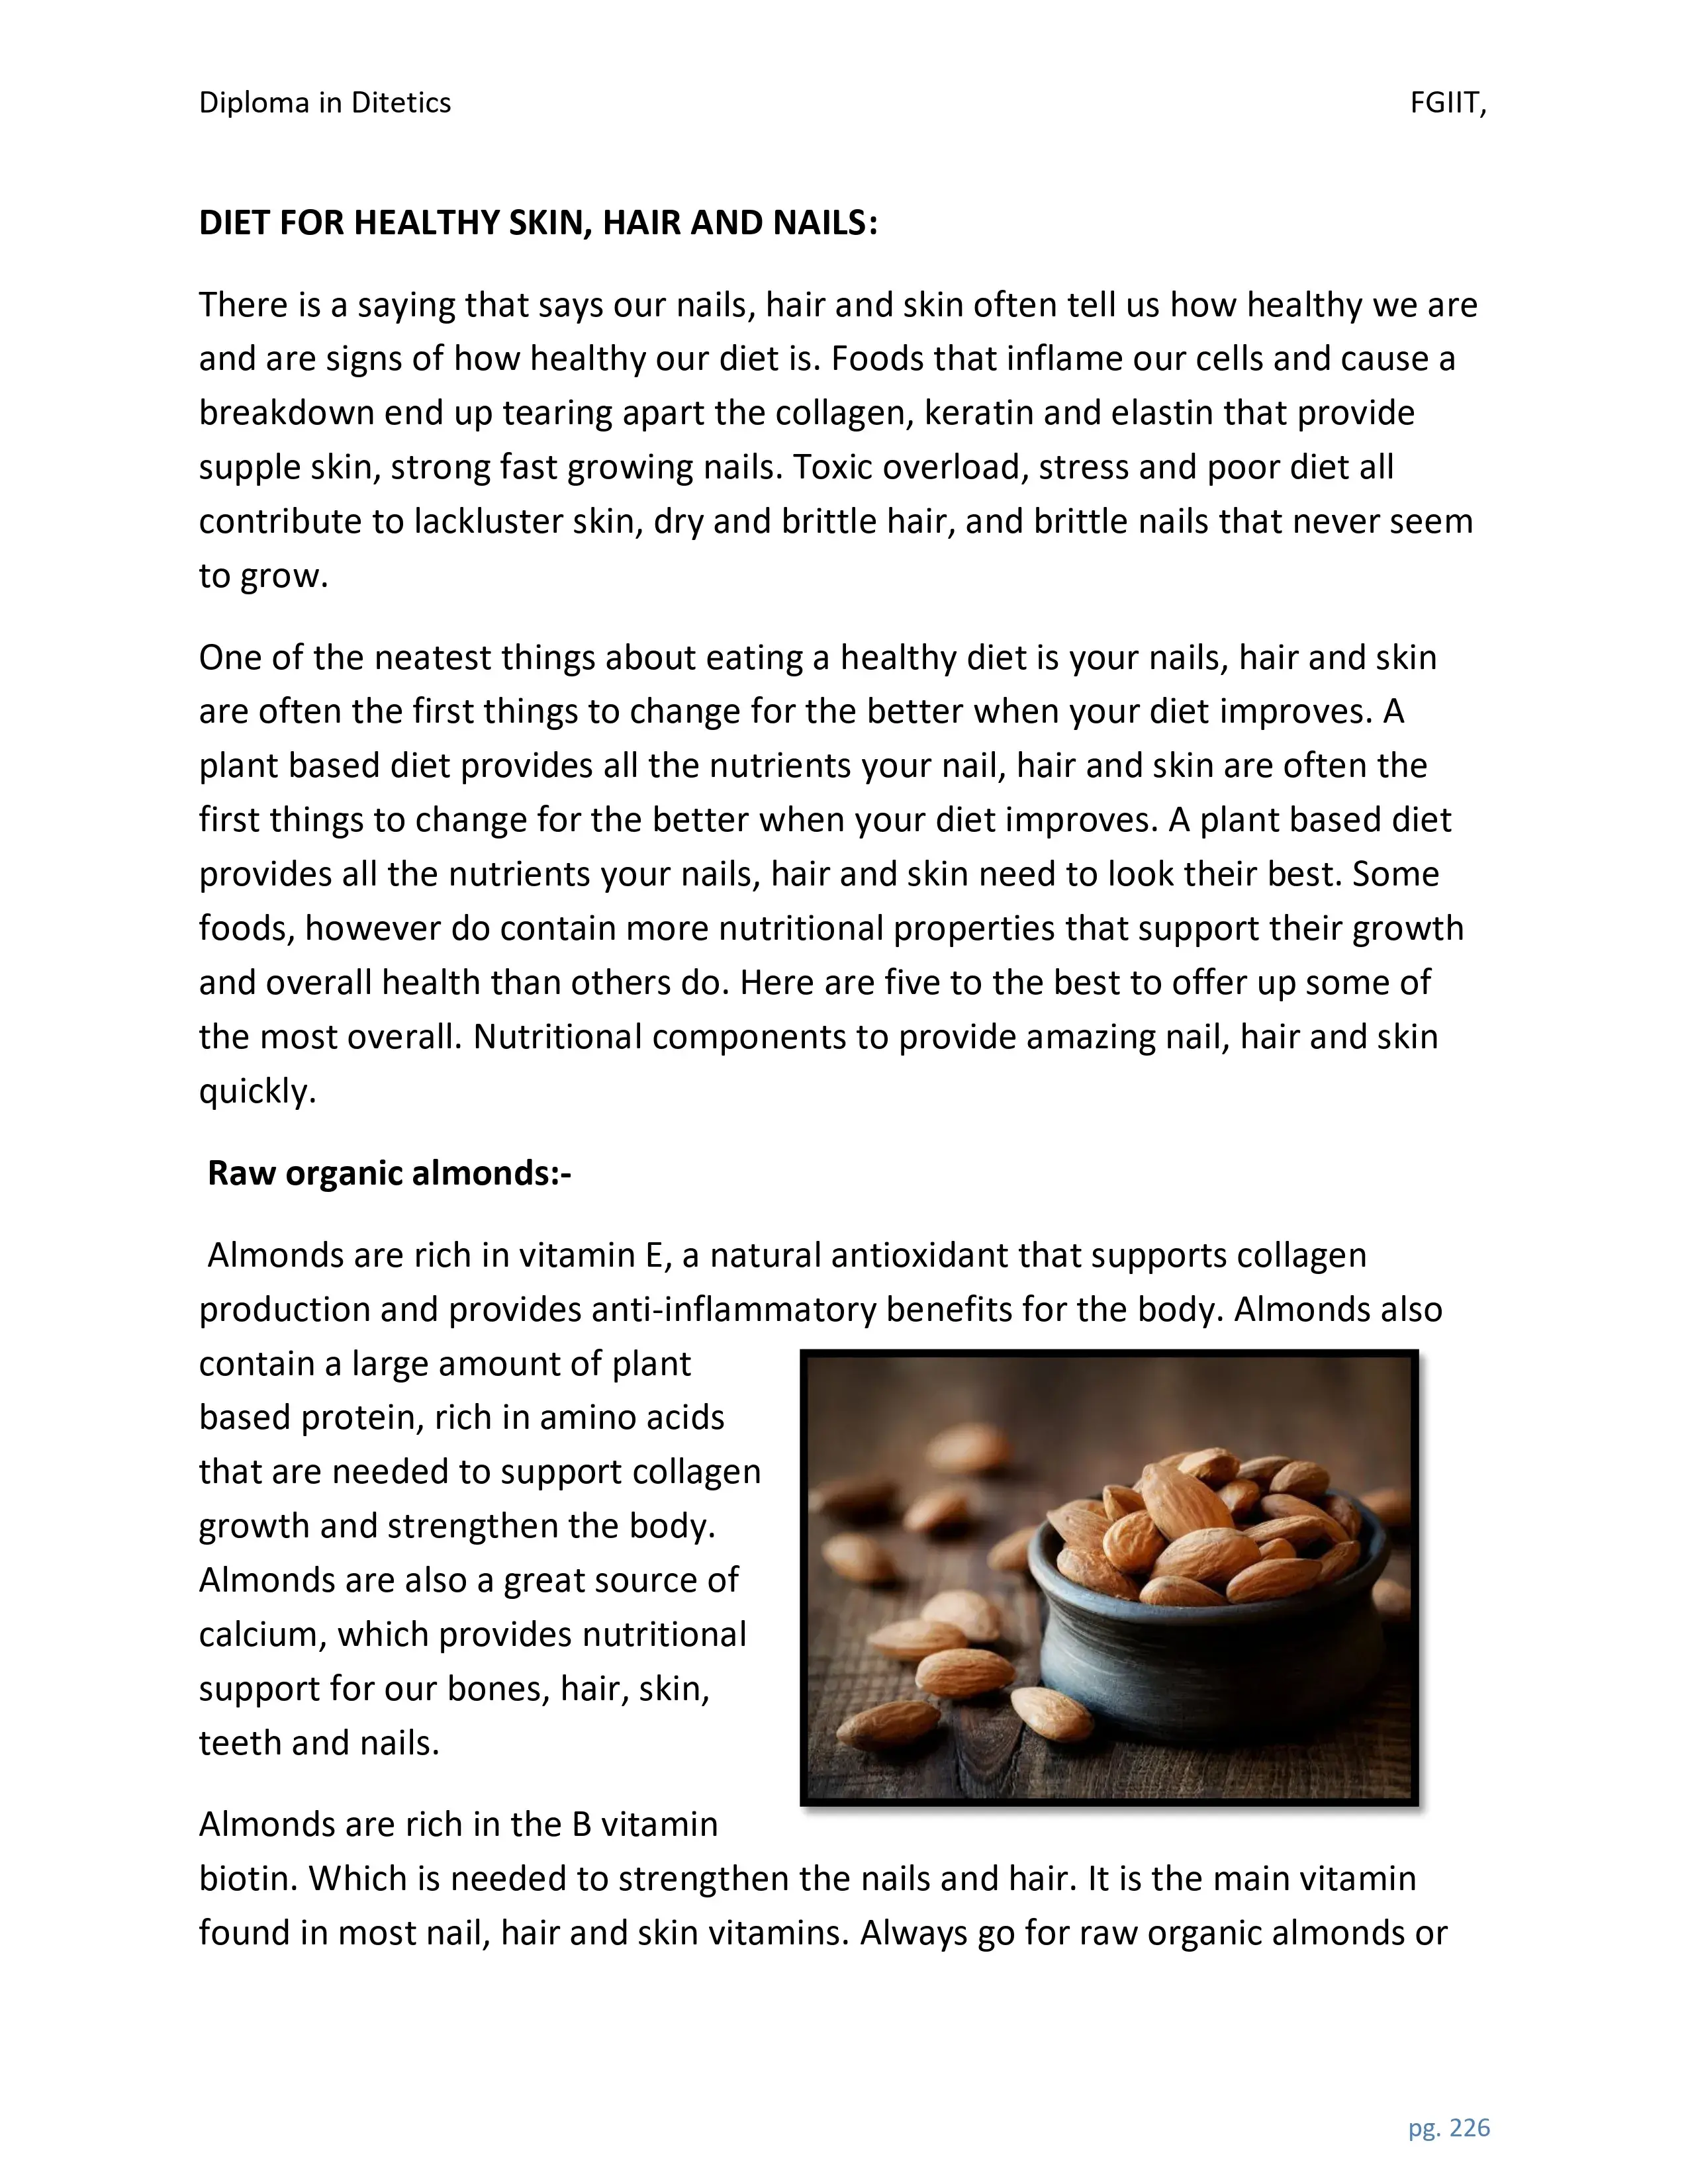 Diploma in Ditetics FGIIT,
DIET FOR HEALTHY SKIN, HAIR AND NAILS:
There is a saying that says our nails, hair and skin often tell us how healthy we are
and are signs of how healthy our diet is. Foods that inflame our cells and cause a
breakdown end up tearing apart the collagen, keratin and elastin that provide
supple skin, strong fast growing nails. Toxic overload, stress and poor diet all
contribute to lackluster skin, dry and brittle hair, and brittle nails that never seem
to grow.
One of the neatest things about eating a healthy diet is your nails, hair and skin
are often the first things to change for the better when your diet improves. A
plant based diet provides all the nutrients your nail, hair and skin are often the
first things to change for the better when your diet improves. A plant based diet
provides all the nutrients your nails, hair and skin need to look their best. Some
foods, however do contain more nutritional properties that support their growth
and overall health than others do. Here are five to the best to offer up some of
the most overall. Nutritional components to provide amazing nail, hair and skin
quickly.
Raw organic almonds:-
Almonds are rich in vitamin E, a natural antioxidant that supports collagen
production and provides anti-inflammatory benefits for the body. Almonds also
contain a large amount of plant
based protein, rich in amino acids
that are needed to support collagen
growth and strengthen the body.
Almonds are also a great source of
calcium, which provides nutritional
support for our bones, hair, skin,
teeth and nails.
Almonds are rich in the B vitamin
biotin. Which is needed to strengthen the nails and hair. It is the main vitamin
found in most nail, hair and skin vitamins. Always go for raw organic almonds or
pg. 226